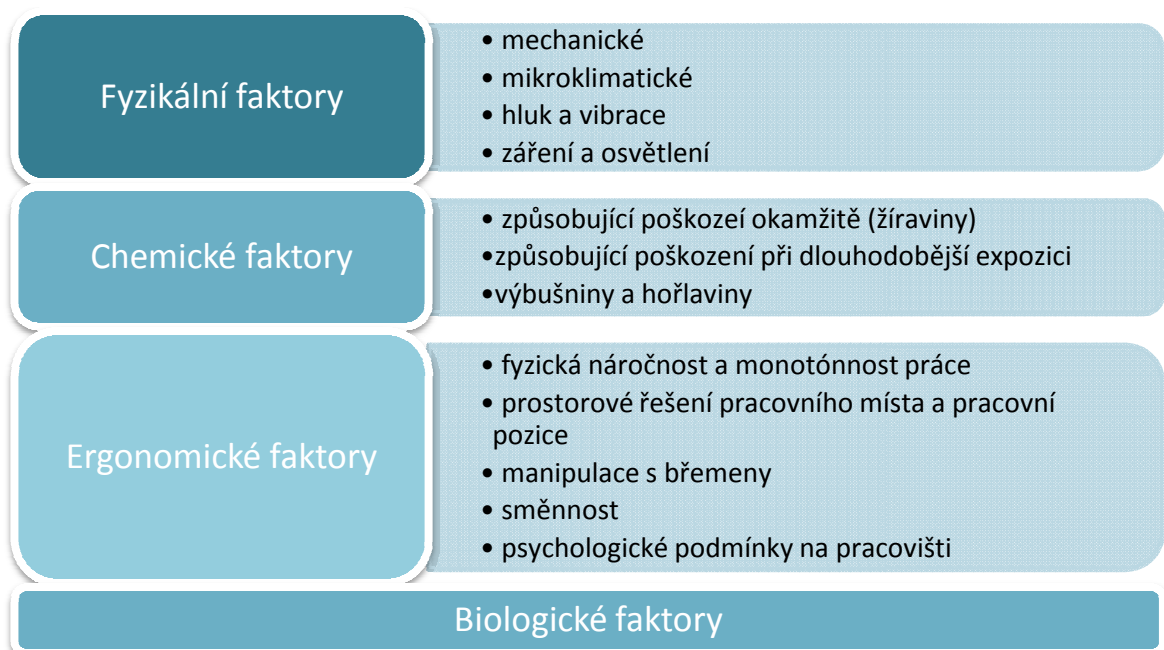 Fyzikální faktory
• mechanické
• mikroklimatické
• hluk a vibrace
• záření a osvětlení
Chemické faktory
• způsobující poškozeí okamžitě (žíraviny)
•způsobující poškození při dlouhodobější expozici
•výbušniny a hořlaviny
Ergonomické faktory
• fyzická náročnost a monotónnost práce
• prostorové řešení pracovního místa a pracovní
pozice
• manipulace s břemeny
• směnnost
• psychologické podmínky na pracovišti
Biologické faktory